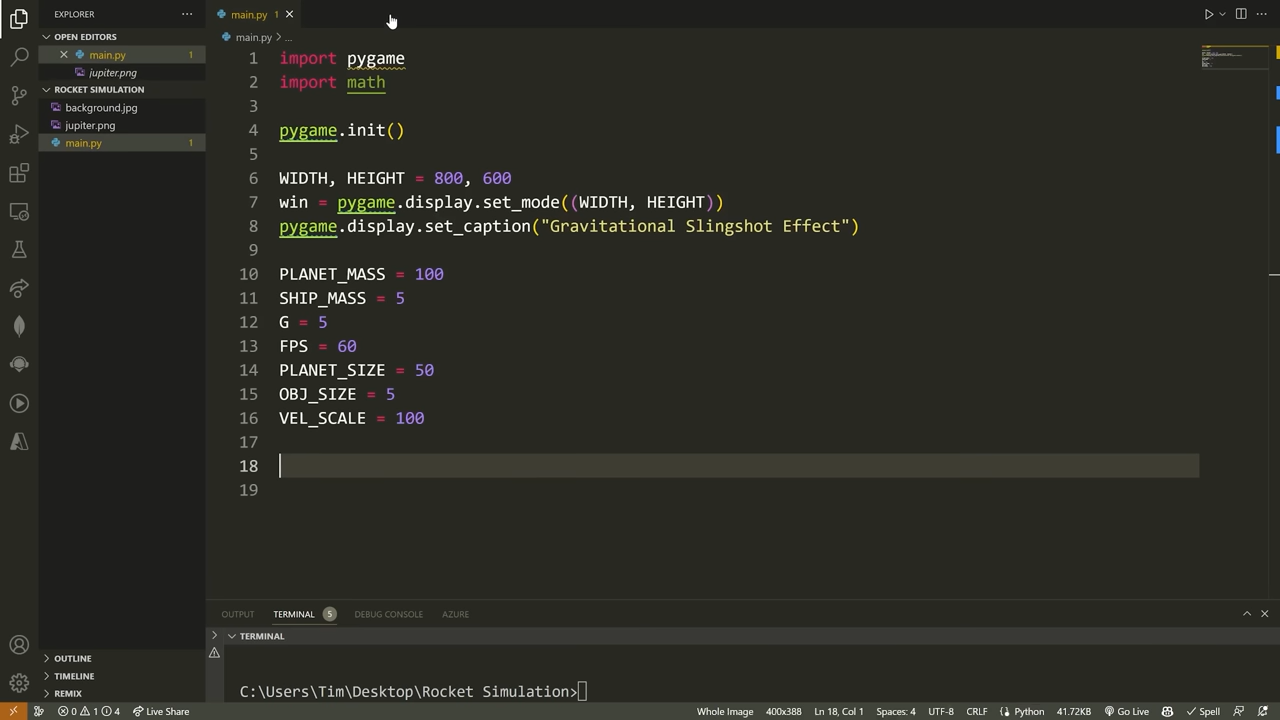 EXPLORER
···
main.py 1
OPEN EDITORS
main.py 1
jupiter.png
ROCKET SIMULATION
background.jpg
jupiter.png
main.py 1
OUTLINE
TIMELINE
REMIX
main.py > ...
1 import pygame
2 import math
3
4 pygame.init()
5
6 WIDTH, HEIGHT = 800, 600
7 win = pygame.display.set_mode((WIDTH, HEIGHT))
8 pygame.display.set_caption("Gravitational Slingshot Effect")
9
10 PLANET_MASS = 100
11 SHIP_MASS = 5
12 G = 5
13 FPS = 60
14 PLANET_SIZE = 50
15 OBJ_SIZE = 5
16 VEL_SCALE = 100
17
18
19
OUTPUT TERMINAL 5 DEBUG CONSOLE AZURE
TERMINAL
C:\Users\Tim\Desktop\Rocket Simulation>
0 1 4 Live Share Whole Image 400x388 Ln 18, Col 1 Spaces: 4 UTF-8 CRLF Python 41.72KB Go Live Spell